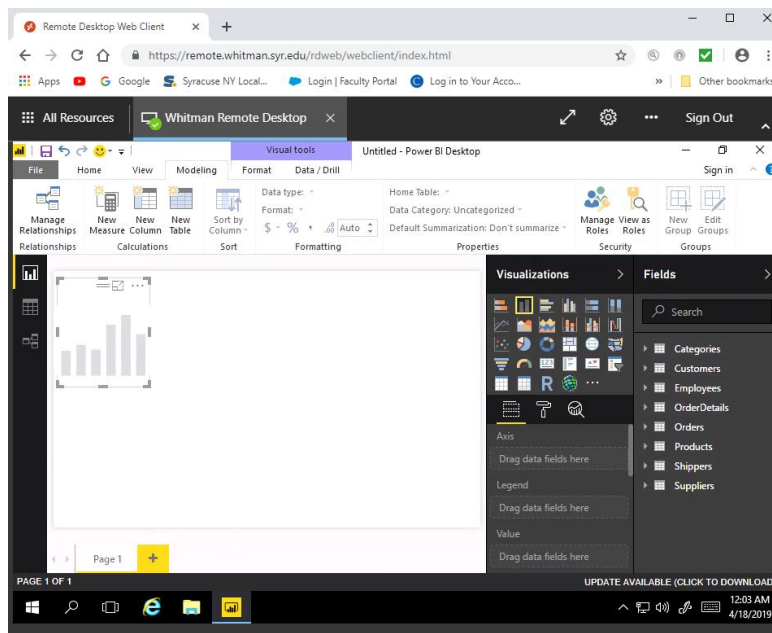 Remote Desktop Web Client
https://remote.whitman.syr.edu/rdweb/webclient/index.html
Apps Google Syracuse NY Local... Login | Faculty Portal Log in to Your Acco... » Other bookmarks
All Resources Whitman Remote Desktop Sign Out
Visual tools Untitled - Power BI Desktop
File Home View Modeling Format Data / Drill Sign in
Manage Relationships
New Measure
New Column
New Table
Sort by Column
Data type:
Format:
$ % , .00 Auto
Home Table:
Data Category: Uncategorized
Default Summarization: Don't summarize
Manage Roles
View as Roles
New Group
Edit Groups
Relationships Calculations Sort Formatting Properties Security Groups
Visualizations
R
123
Axis
Drag data fields here
Legend
Drag data fields here
Value
Drag data fields here
Fields
Search
Categories
Customers
Employees
OrderDetails
Orders
Products
Shippers
Suppliers
Page 1
PAGE 1 OF 1 UPDATE AVAILABLE (CLICK TO DOWNLOAD
12:03 AM
4/18/2019